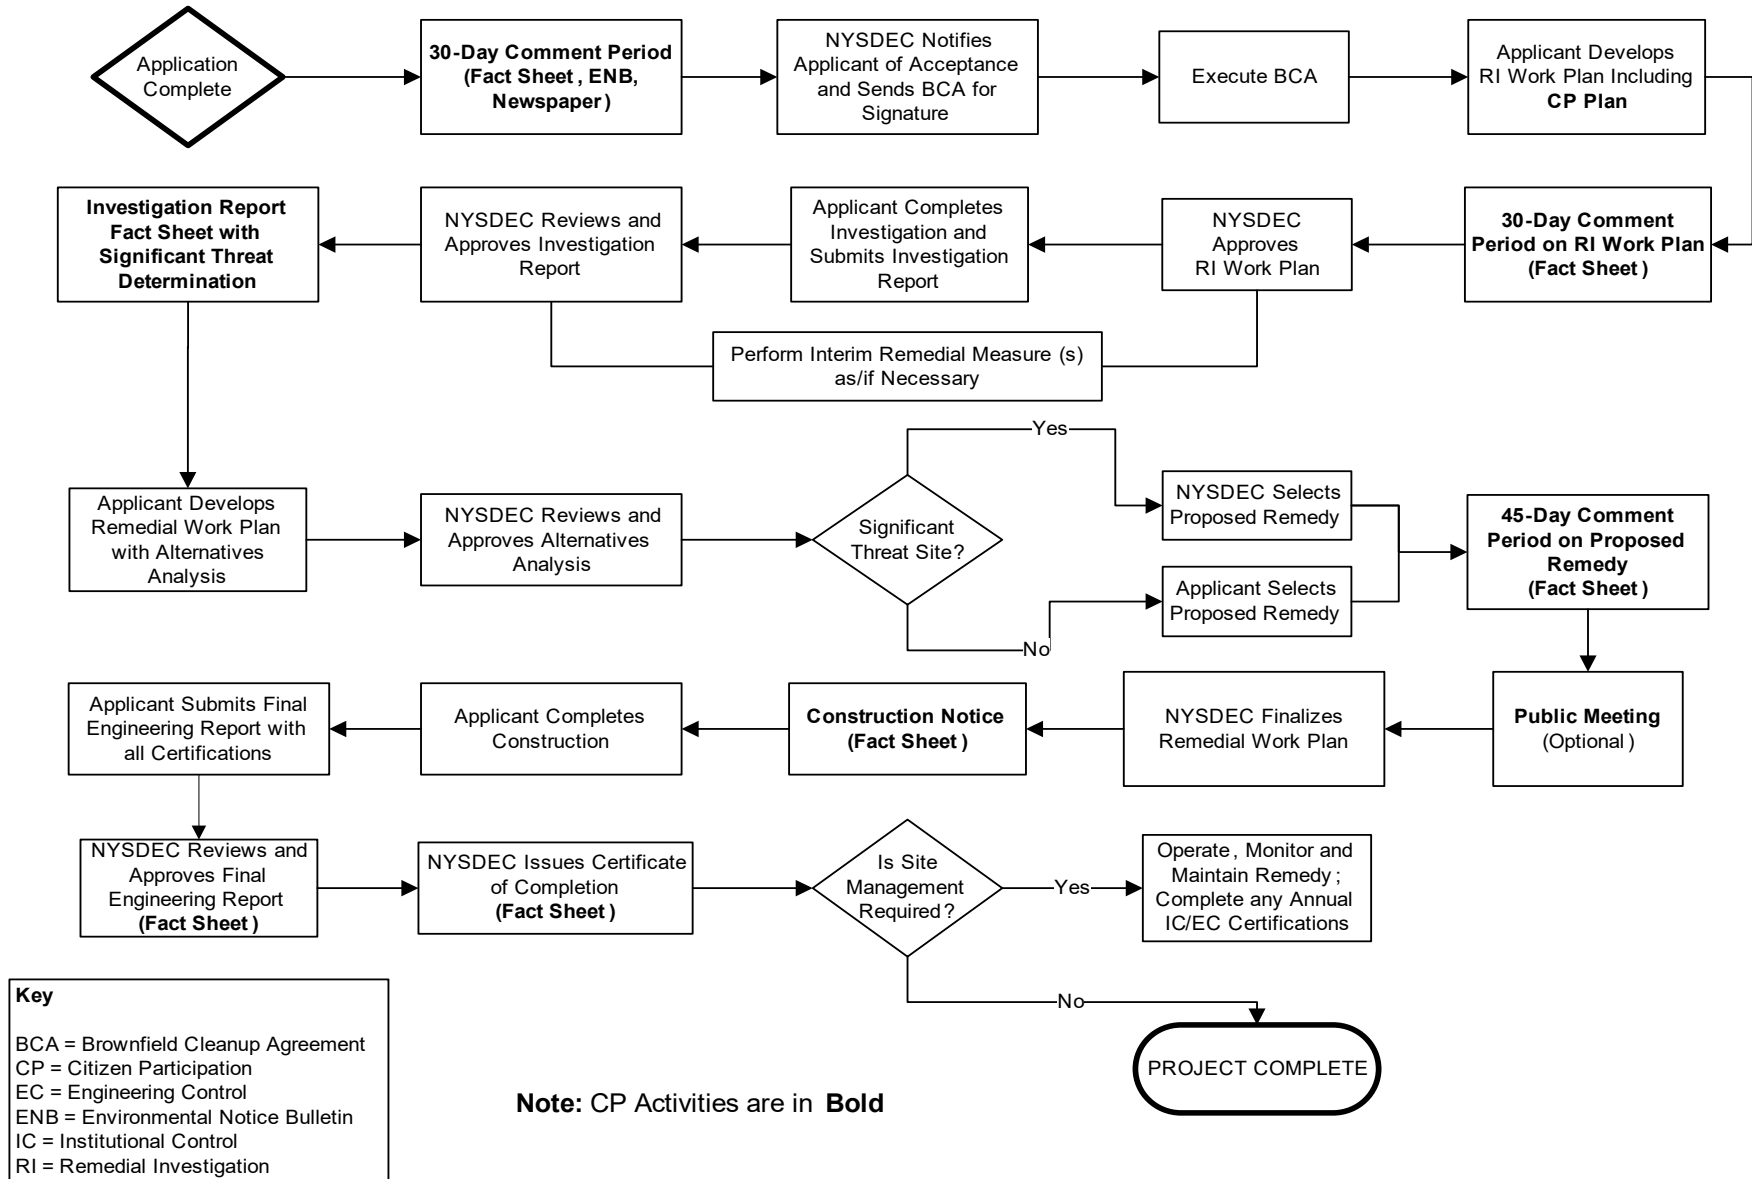 Application
Complete
30-Day Comment Period
(Fact Sheet , ENB,
Newspaper )
NYSDEC Notifies
Applicant of Acceptance
and Sends BCA for
Signature
Execute BCA
Applicant Develops
RI Work Plan Including
CP Plan
30-Day Comment
Period on RI Work Plan
(Fact Sheet )
NYSDEC
Approves
RI Work Plan
Applicant Completes
Investigation and
Submits Investigation
Report
NYSDEC Reviews and
Approves Investigation
Report
Investigation Report
Fact Sheet with
Significant Threat
Determination
Perform Interim Remedial Measure (s)
as/if Necessary
Applicant Develops
Remedial Work Plan
with Alternatives
Analysis
NYSDEC Reviews and
Approves Alternatives
Analysis
Significant
Threat Site?
Yes
NYSDEC Selects
Proposed Remedy
No
Applicant Selects
Proposed Remedy
45-Day Comment
Period on Proposed
Remedy
(Fact Sheet )
Public Meeting
(Optional )
NYSDEC Finalizes
Remedial Work Plan
Construction Notice
(Fact Sheet )
Applicant Completes
Construction
Applicant Submits Final
Engineering Report with
all Certifications
NYSDEC Reviews and
Approves Final
Engineering Report
(Fact Sheet )
NYSDEC Issues Certificate
of Completion
(Fact Sheet )
Is Site
Management
Required?
Yes
Operate , Monitor and
Maintain Remedy ;
Complete any Annual
IC/EC Certifications
No
PROJECT COMPLETE
Key
BCA = Brownfield Cleanup Agreement
CP = Citizen Participation
EC = Engineering Control
ENB = Environmental Notice Bulletin
IC = Institutional Control
RI = Remedial Investigation
Note: CP Activities are in Bold